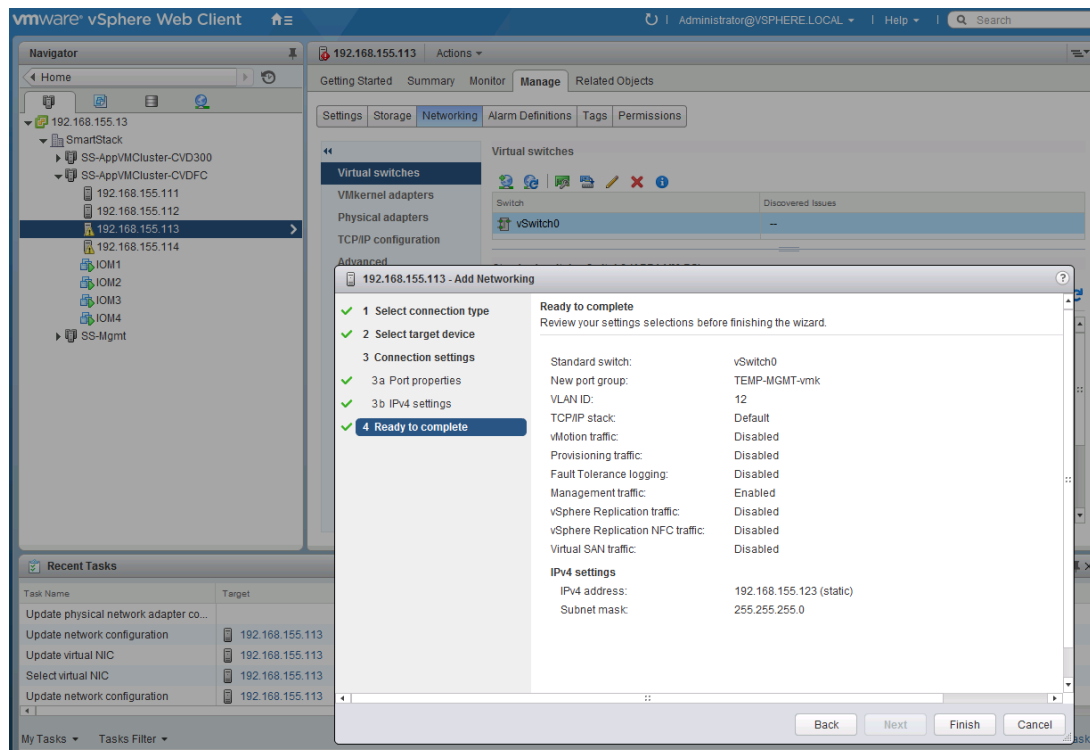 vmware® vSphere Web Client
Administrator@VSPHERE.LOCAL
Help
Search
Navigator
Home
192.168.155.13
SmartStack
SS-AppVMCluster-CVD300
SS-AppVMCluster-CVDFC
192.168.155.111
192.168.155.112
192.168.155.113
192.168.155.114
IOM1
IOM2
IOM3
IOM4
SS-Mgmt
192.168.155.113 Actions
Getting Started Summary Monitor Manage Related Objects
Settings Storage Networking Alarm Definitions Tags Permissions
Virtual switches
VMkernel adapters
Physical adapters
TCP/IP configuration
Advanced
Virtual switches
Switch Discovered Issues
vSwitch0 --
192.168.155.113 - Add Networking
1 Select connection type
2 Select target device
3 Connection settings
3a Port properties
3b IPv4 settings
4 Ready to complete
Ready to complete
Review your settings selections before finishing the wizard.
Standard switch: vSwitch0
New port group: TEMP-MGMT-vmk
VLAN ID: 12
TCP/IP stack: Default
vMotion traffic: Disabled
Provisioning traffic: Disabled
Fault Tolerance logging: Disabled
Management traffic: Enabled
vSphere Replication traffic: Disabled
vSphere Replication NFC traffic: Disabled
Virtual SAN traffic: Disabled
IPv4 settings
IPv4 address: 192.168.155.123 (static)
Subnet mask: 255.255.255.0
Back Next Finish Cancel
Recent Tasks
Task Name Target
Update physical network adapter co...
Update network configuration 192.168.155.113
Update virtual NIC 192.168.155.113
Select virtual NIC 192.168.155.113
Update network configuration 192.168.155.113
My Tasks Tasks Filter